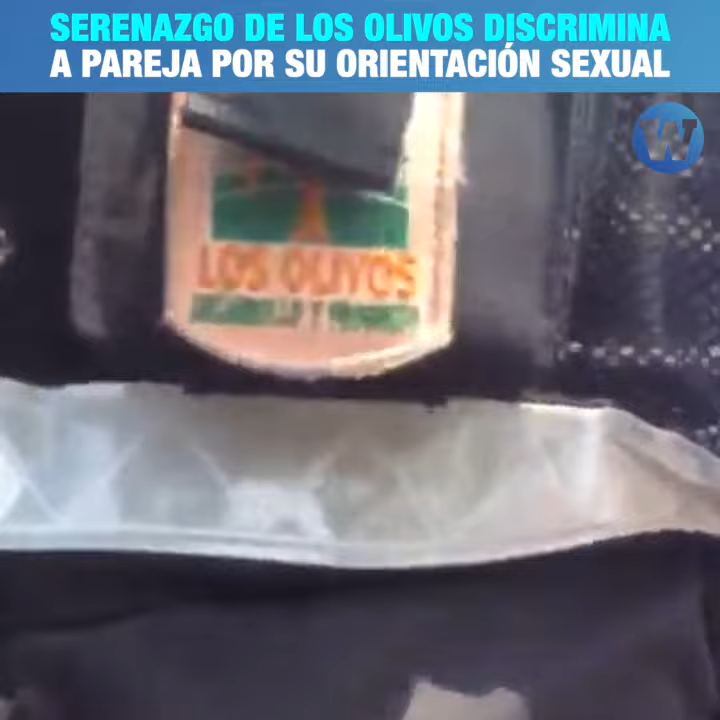 SERENAZGO DE LOS OLIVOS DISCRIMINA
A PAREJA POR SU ORIENTACIÓN SEXUAL
W
LOS OLIVOS